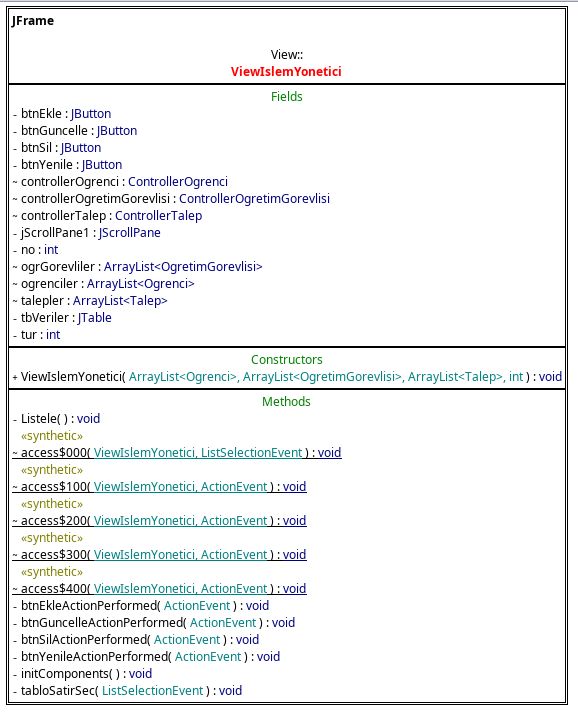 JFrame
View::
ViewIslemYonetici
Fields
- btnEkle : JButton
- btnGuncelle : JButton
- btnSil : JButton
- btnYenile : JButton
~ controllerOgrenci : ControllerOgrenci
~ controllerOgretimGorevlisi : ControllerOgretimGorevlisi
~ controllerTalep : ControllerTalep
- jScrollPane1 : JScrollPane
- no : int
~ ogrGorevliler : ArrayList<OgretimGorevlisi>
~ ogrenciler : ArrayList<Ogrenci>
~ talepler : ArrayList<Talep>
- tbVeriler : JTable
- tur : int
Constructors
+ ViewIslemYonetici( ArrayList<Ogrenci>, ArrayList<OgretimGorevlisi>, ArrayList<Talep>, int ) : void
Methods
- Listele( ) : void
«synthetic»
~ access$000( ViewIslemYonetici, ListSelectionEvent ) : void
«synthetic»
~ access$100( ViewIslemYonetici, ActionEvent ) : void
«synthetic»
~ access$200( ViewIslemYonetici, ActionEvent ) : void
«synthetic»
~ access$300( ViewIslemYonetici, ActionEvent ) : void
«synthetic»
~ access$400( ViewIslemYonetici, ActionEvent ) : void
- btnEkleActionPerformed( ActionEvent ) : void
- btnGuncelleActionPerformed( ActionEvent ) : void
- btnSilActionPerformed( ActionEvent ) : void
- btnYenileActionPerformed( ActionEvent ) : void
- initComponents( ) : void
- tabloSatirSec( ListSelectionEvent ) : void